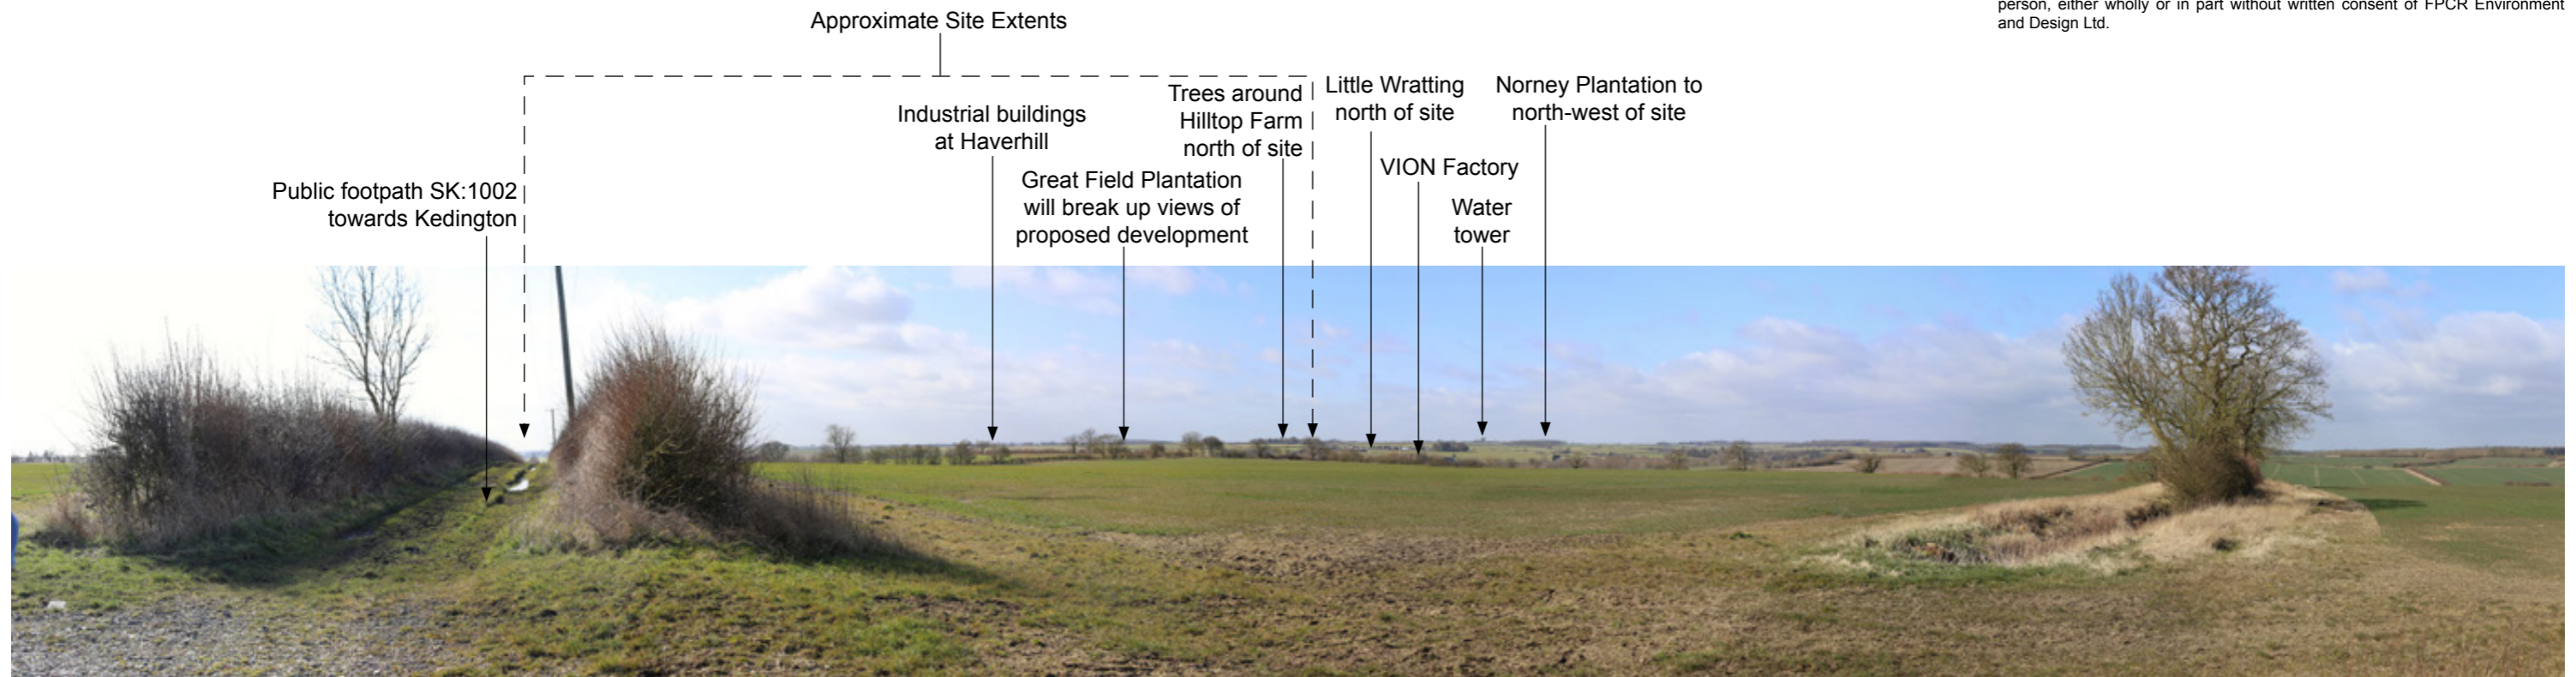 person, either wholly or in part without written consent of FPCR Environment
and Design Ltd.
Approximate Site Extents
Industrial buildings
at Haverhill
Trees around
Hilltop Farm
north of site
Little Wratting
north of site
Norney Plantation to
north-west of site
VION Factory
Great Field Plantation
will break up views of
proposed development
Public footpath SK:1002
towards Kedington
Water
tower